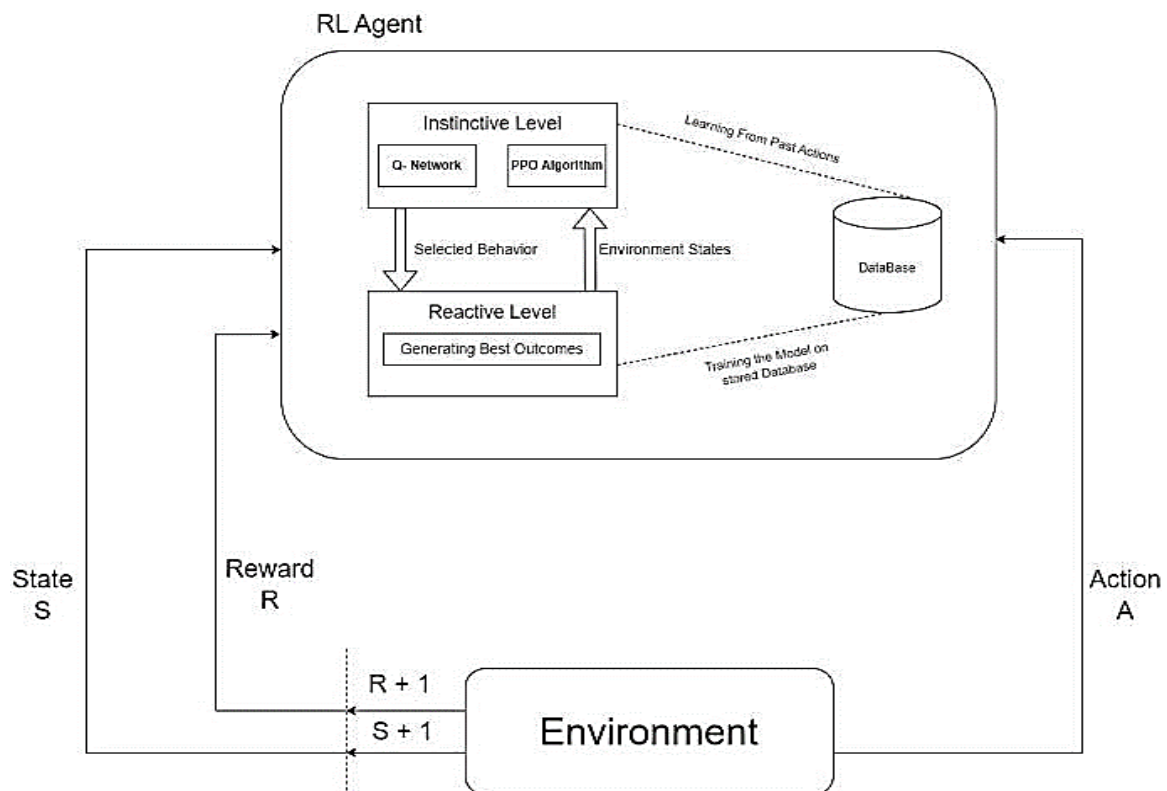 RL Agent
Instinctive Level
Q- Network
PPO Algorithm
Learning From Past Actions
Selected Behavior
Environment States
DataBase
Reactive Level
Generating Best Outcomes
Training the Model on
stored Database
State
S
Reward
R
Action
A
R + 1
S + 1
Environment